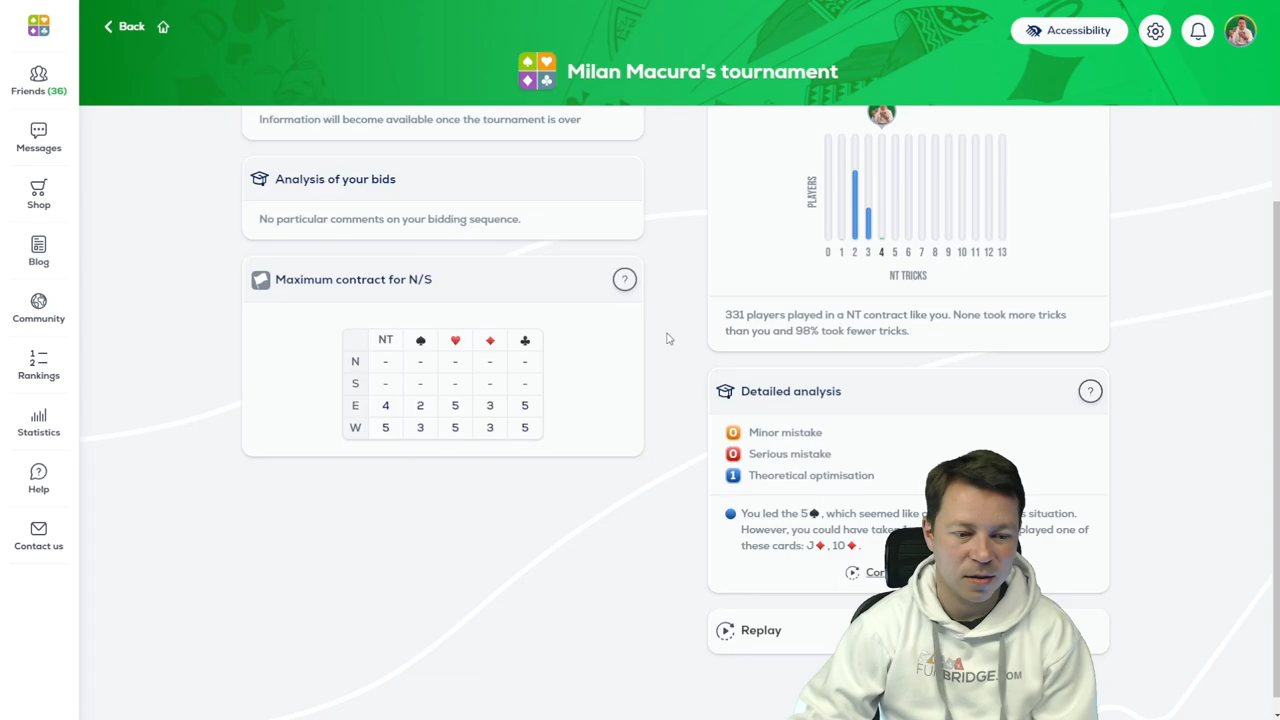 Back
Accessibility
Milan Macura's tournament
Friends (36)
Messages
Shop
Blog
Community
Rankings
Statistics
Help
Contact us
Information will become available once the tournament is over
Analysis of your bids
No particular comments on your bidding sequence.
Maximum contract for N/S
?
NT ♠ ♥ ♦ ♣
N - - - - -
S - - - - -
E 4 2 5 3 5
W 5 3 5 3 5
PLAYERS
0 1 2 3 4 5 6 7 8 9 10 11 12 13
NT TRICKS
331 players played in a NT contract like you. None took more tricks
than you and 98% took fewer tricks.
Detailed analysis
?
0 Minor mistake
0 Serious mistake
1 Theoretical optimisation
You led the 5♠, which seemed like situation.
However, you could have taken played one of
these cards: J♦, 10♦.
Replay
FUNBRIDGE.COM